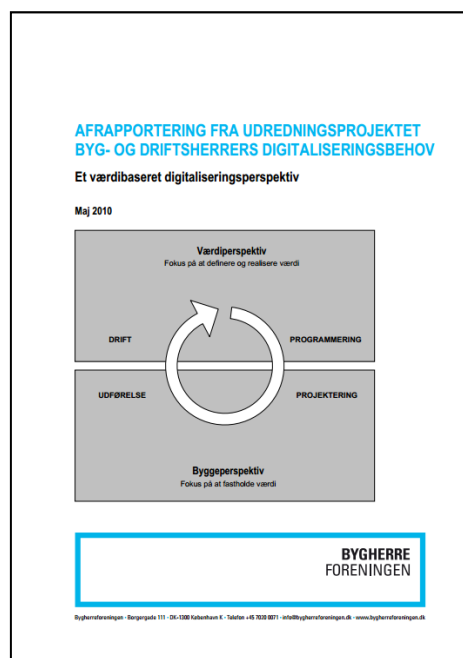 AFRAPPORTERING FRA UDREDNINGSPROJEKTET
BYG- OG DRIFTSHERRERS DIGITALISERINGSBEHOV
Et værdibaseret digitaliseringsperspektiv
Maj 2010
Værdiperspektiv
Fokus på at definere og realisere værdi
DRIFT
PROGRAMMERING
UDFØRELSE
PROJEKTERING
Byggeperspektiv
Fokus på at fastholde værdi
BYGHERRE
FORENINGEN
Bygherreforeningen - Borgergade 111 - DK-1300 København K - Telefon +45 7020 0071 - info@bygherreforeningen.dk - www.bygherreforeningen.dk